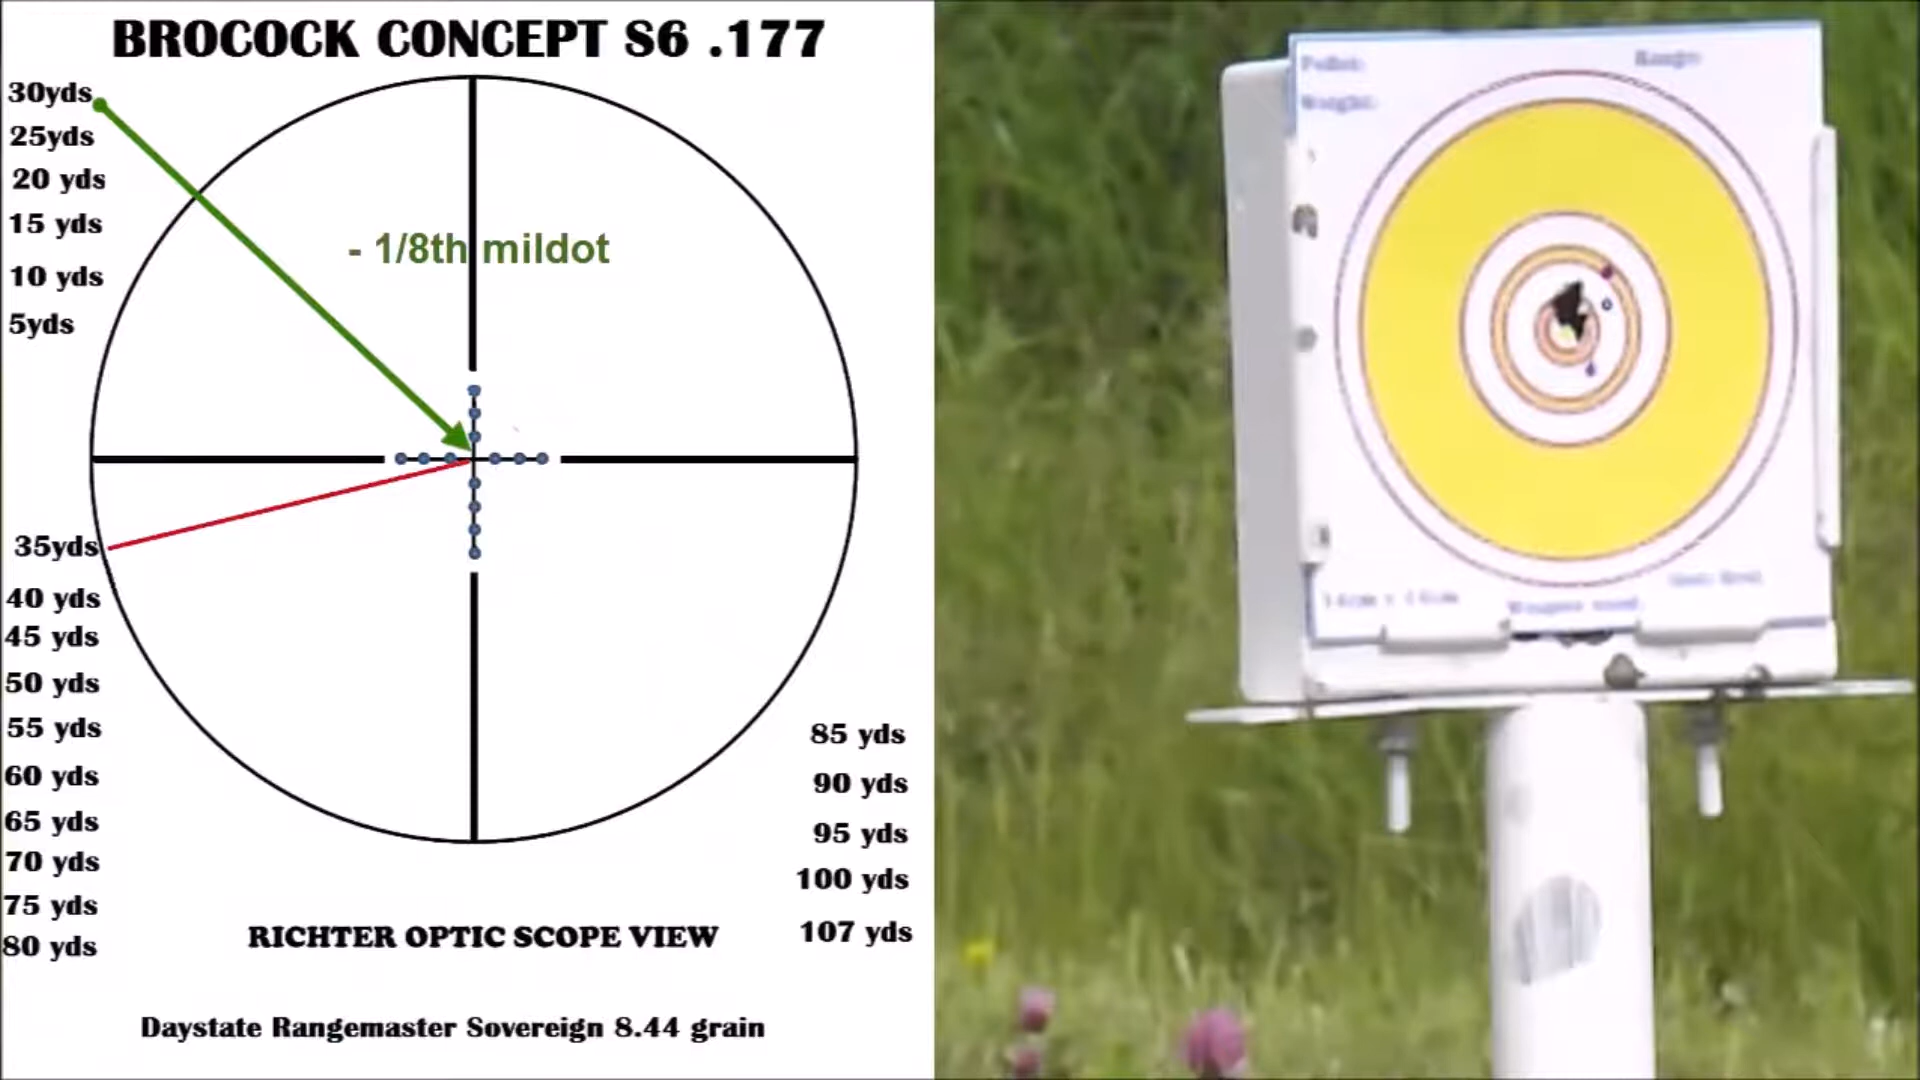 BROCOCK CONCEPT S6 .177
30yds
25yds
20 yds
15 yds
10 yds
5yds
- 1/8th mildot
35yds
40 yds
45 yds
50 yds
55 yds
60 yds
65 yds
70 yds
75 yds
80 yds
85 yds
90 yds
95 yds
100 yds
107 yds
RICHTER OPTIC SCOPE VIEW
Daystate Rangemaster Sovereign 8.44 grain
Pellet:
Range:
Weight:
14cm x 14cm